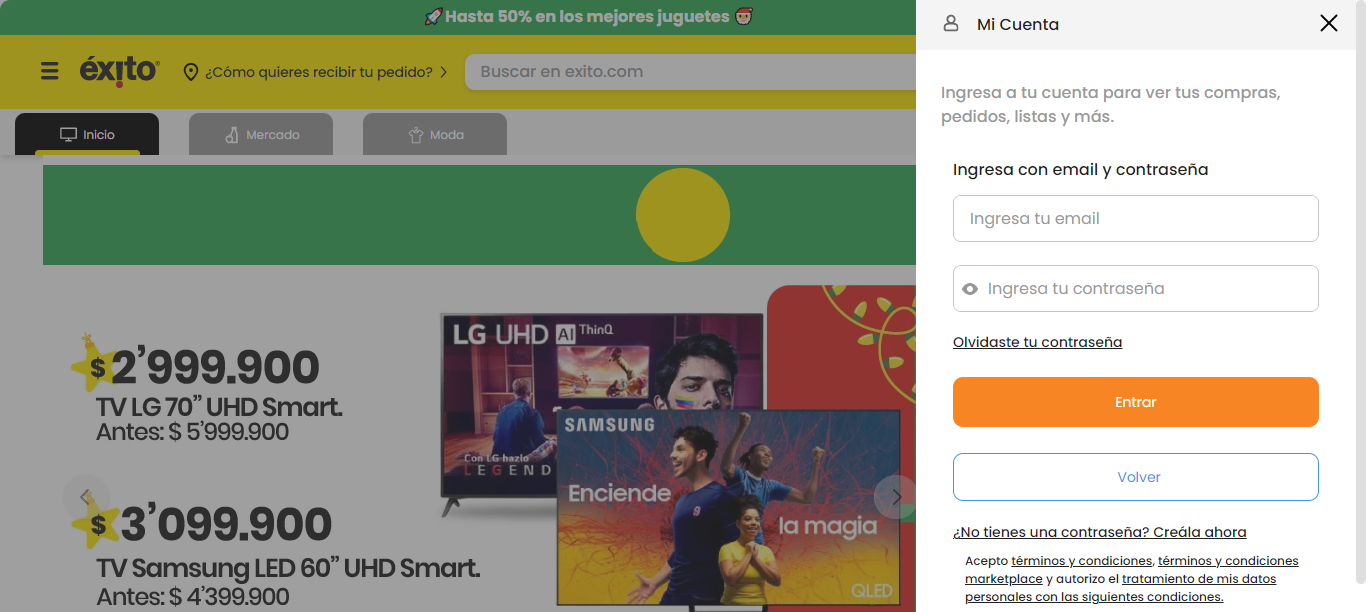 🚀 Hasta 50% en los mejores juguetes 🎅
éxito
¿Cómo quieres recibir tu pedido?
Buscar en exito.com
Inicio
Mercado
Moda
$ 2'999.900
TV LG 70” UHD Smart.
Antes: $ 5'999.900
$ 3'099.900
TV Samsung LED 60” UHD Smart.
Antes: $ 4'399.900
LG UHD AI ThinQ
Con LG hazlo
LEGEND
SAMSUNG
Enciende
la magia
QLED
Mi Cuenta
Ingresa a tu cuenta para ver tus compras,
pedidos, listas y más.
Ingresa con email y contraseña
Ingresa tu email
Ingresa tu contraseña
Olvidaste tu contraseña
Entrar
Volver
¿No tienes una contraseña? Creála ahora
Acepto términos y condiciones, términos y condiciones
marketplace y autorizo el tratamiento de mis datos
personales con las siguientes condiciones.